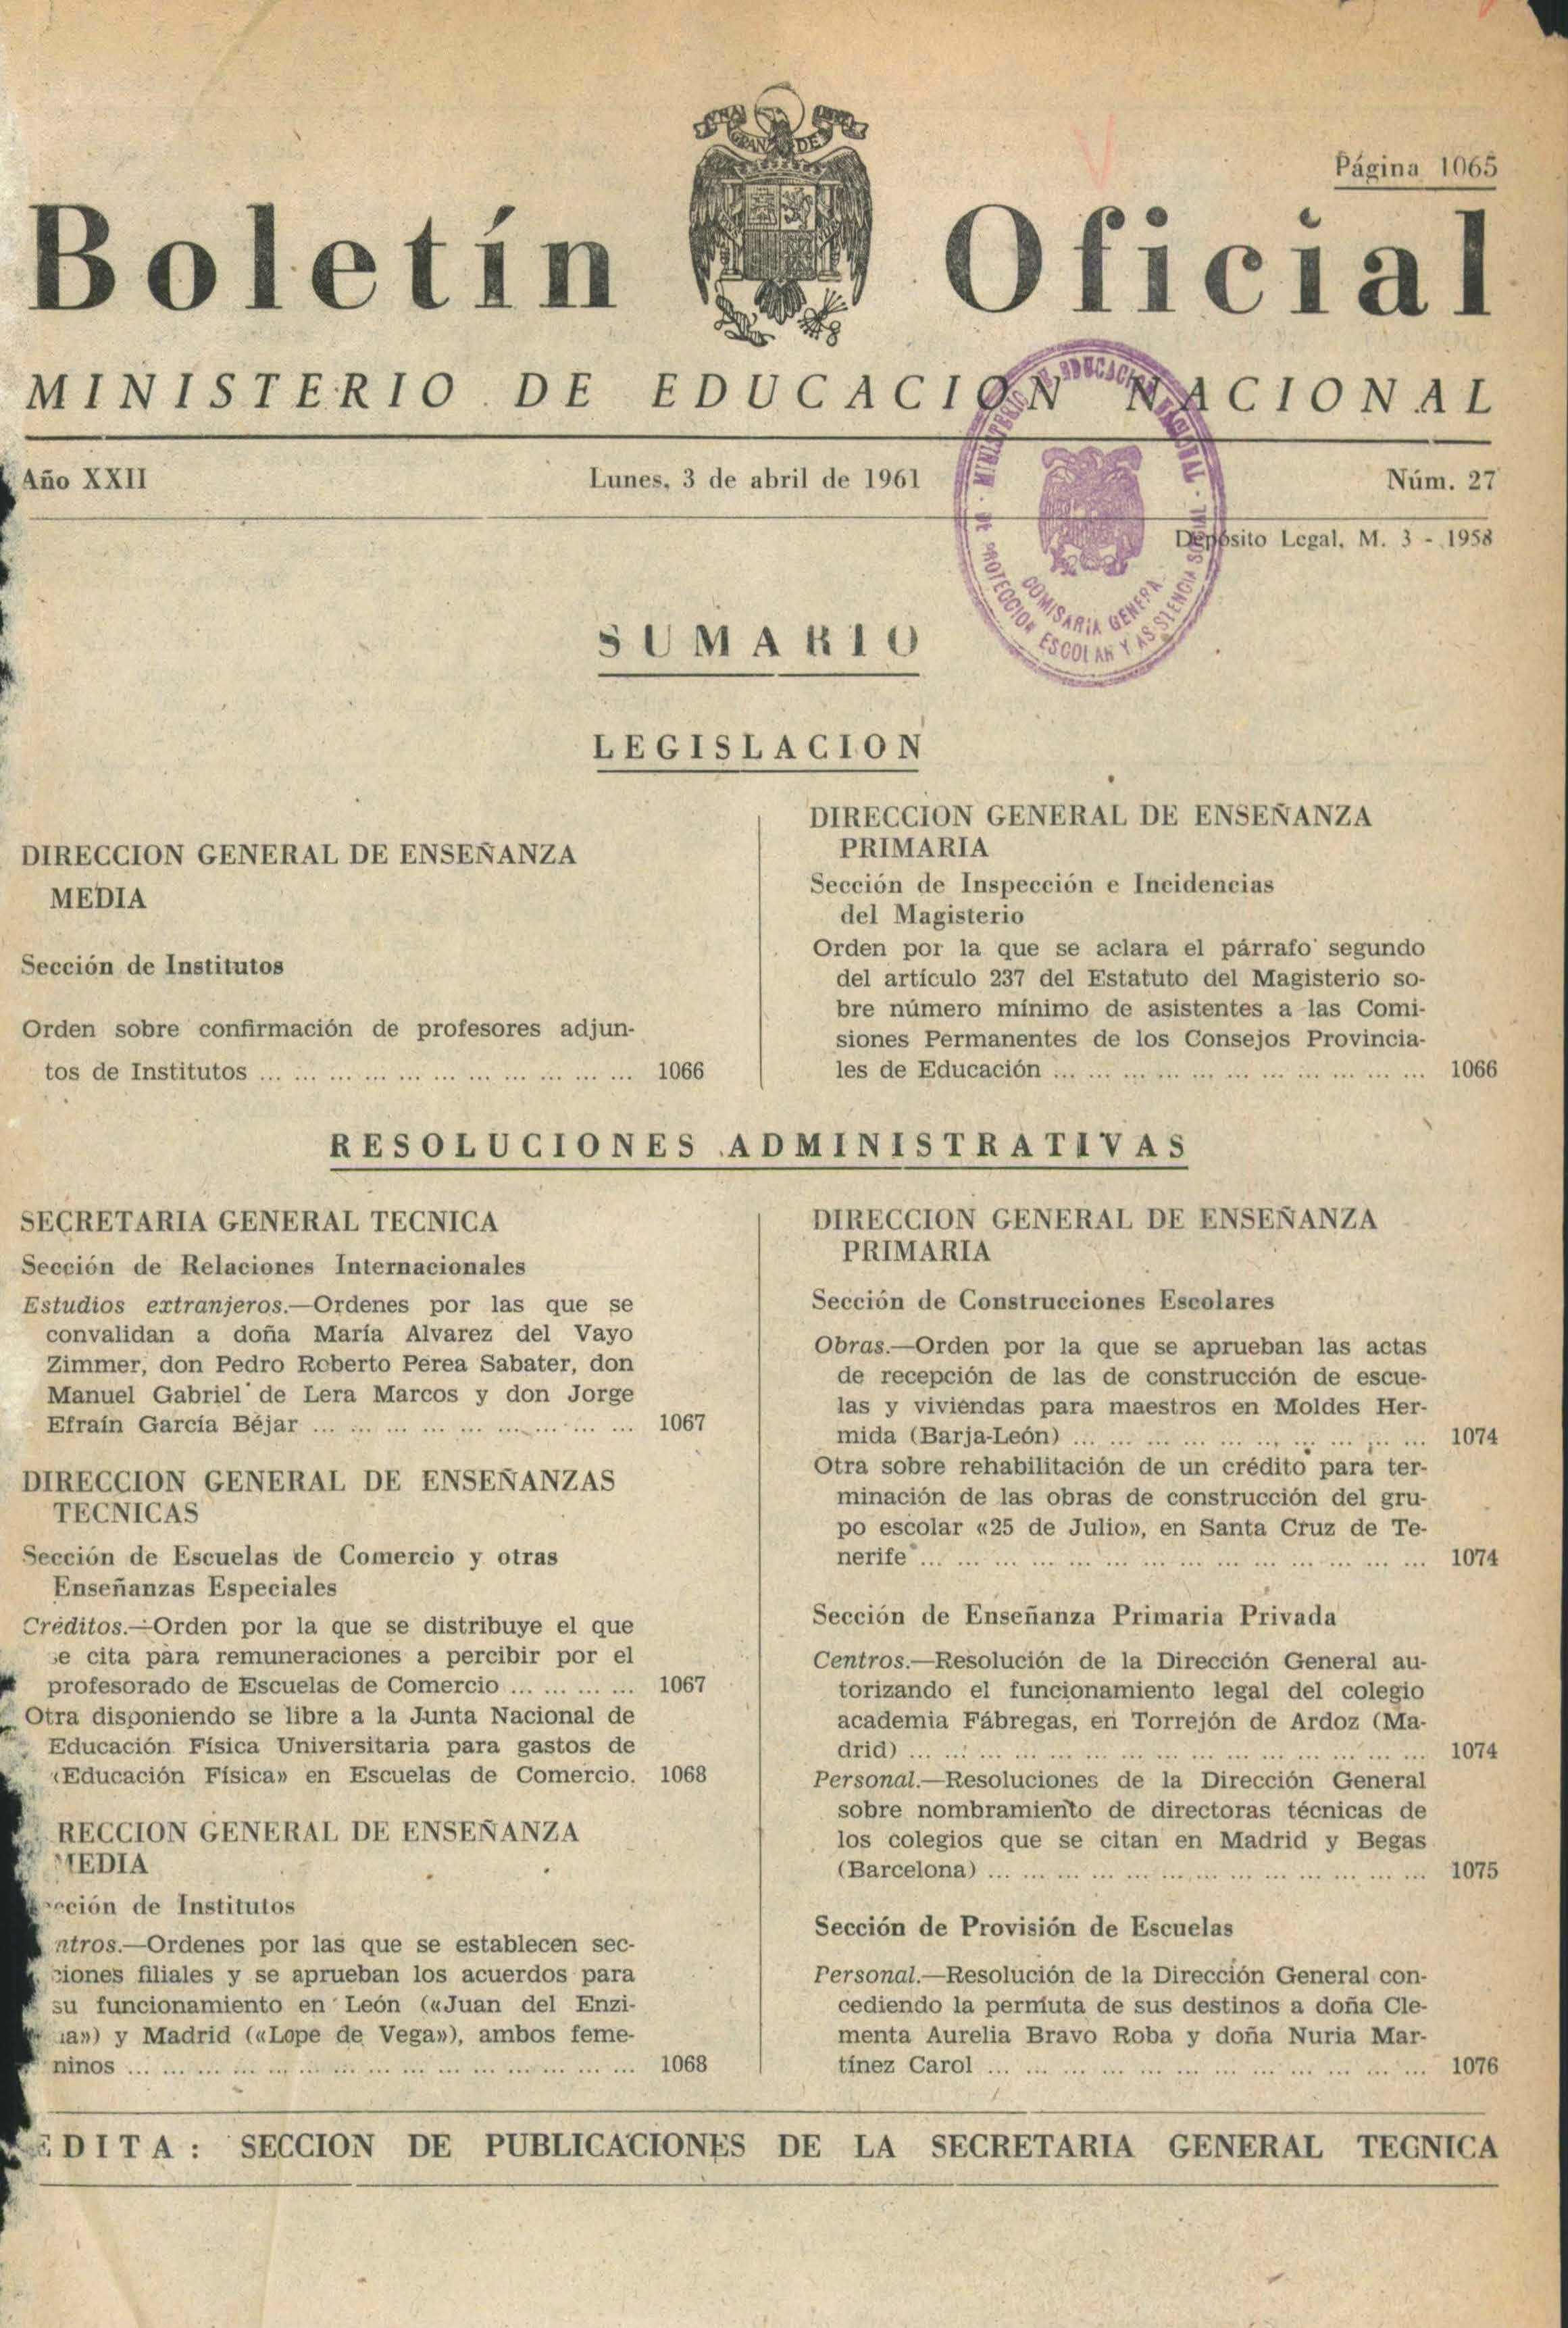 Página 1065
Boletín Oficial
MINISTERIO DE EDUCACION NACIONAL
Año XXII
Lunes, 3 de abril de 1961
Núm. 27
Depósito Legal, M. 3 - 1958
MINISTERIO DE EDUCACION NACIONAL
COMISARIA GENERA
DE PROTECCION ESCOLAR Y ASISTENCIA SOCIAL
SUMARIO
LEGISLACION
DIRECCION GENERAL DE ENSEÑANZA
MEDIA
Sección de Institutos
Orden sobre confirmación de profesores adjun-
tos de Institutos ... ... ... ... ... ... ... ... ... ... ... 1066
DIRECCION GENERAL DE ENSEÑANZA
PRIMARIA
Sección de Inspección e Incidencias
del Magisterio
Orden por la que se aclara el párrafo segundo
del artículo 237 del Estatuto del Magisterio so-
bre número mínimo de asistentes a las Comi-
siones Permanentes de los Consejos Provincia-
les de Educación ... ... ... ... ... ... ... ... ... ... ... 1066
RESOLUCIONES ADMINISTRATIVAS
SECRETARIA GENERAL TECNICA
Sección de Relaciones Internacionales
Estudios extranjeros.—Ordenes por las que se
convalidan a doña María Alvarez del Vayo
Zimmer, don Pedro Roberto Perea Sabater, don
Manuel Gabriel de Lera Marcos y don Jorge
Efraín García Béjar ... ... ... ... ... ... ... ... ... 1067
DIRECCION GENERAL DE ENSEÑANZAS
TECNICAS
Sección de Escuelas de Comercio y otras
Enseñanzas Especiales
Créditos.—Orden por la que se distribuye el que
se cita para remuneraciones a percibir por el
profesorado de Escuelas de Comercio ... ... ... ... 1067
Otra disponiendo se libre a la Junta Nacional de
Educación Física Universitaria para gastos de
«Educación Física» en Escuelas de Comercio. 1068
RECCION GENERAL DE ENSEÑANZA
MEDIA
ción de Institutos
ntros.—Ordenes por las que se establecen sec-
ciones filiales y se aprueban los acuerdos para
su funcionamiento en León («Juan del Enzi-
na») y Madrid («Lope de Vega»), ambos feme-
ninos ... ... ... ... ... ... ... ... ... ... ... ... ... ... ... 1068
DIRECCION GENERAL DE ENSEÑANZA
PRIMARIA
Sección de Construcciones Escolares
Obras.—Orden por la que se aprueban las actas
de recepción de las de construcción de escue-
las y viviendas para maestros en Moldes Her-
mida (Barja-León) ... ... ... ... ... ... ... ... ... ... 1074
Otra sobre rehabilitación de un crédito para ter-
minación de las obras de construcción del gru-
po escolar «25 de Julio», en Santa Cruz de Te-
nerife ... ... ... ... ... ... ... ... ... ... ... ... ... ... 1074
Sección de Enseñanza Primaria Privada
Centros.—Resolución de la Dirección General au-
torizando el funcionamiento legal del colegio
academia Fábregas, en Torrejón de Ardoz (Ma-
drid) ... ... ... ... ... ... ... ... ... ... ... ... ... ... ... 1074
Personal.—Resoluciones de la Dirección General
sobre nombramiento de directoras técnicas de
los colegios que se citan en Madrid y Begas
(Barcelona) ... ... ... ... ... ... ... ... ... ... ... ... ... 1075
Sección de Provisión de Escuelas
Personal.—Resolución de la Dirección General con-
cediendo la permuta de sus destinos a doña Cle-
menta Aurelia Bravo Roba y doña Nuria Mar-
tínez Carol ... ... ... ... ... ... ... ... ... ... ... ... 1076
EDITA: SECCION DE PUBLICACIONES DE LA SECRETARIA GENERAL TECNICA